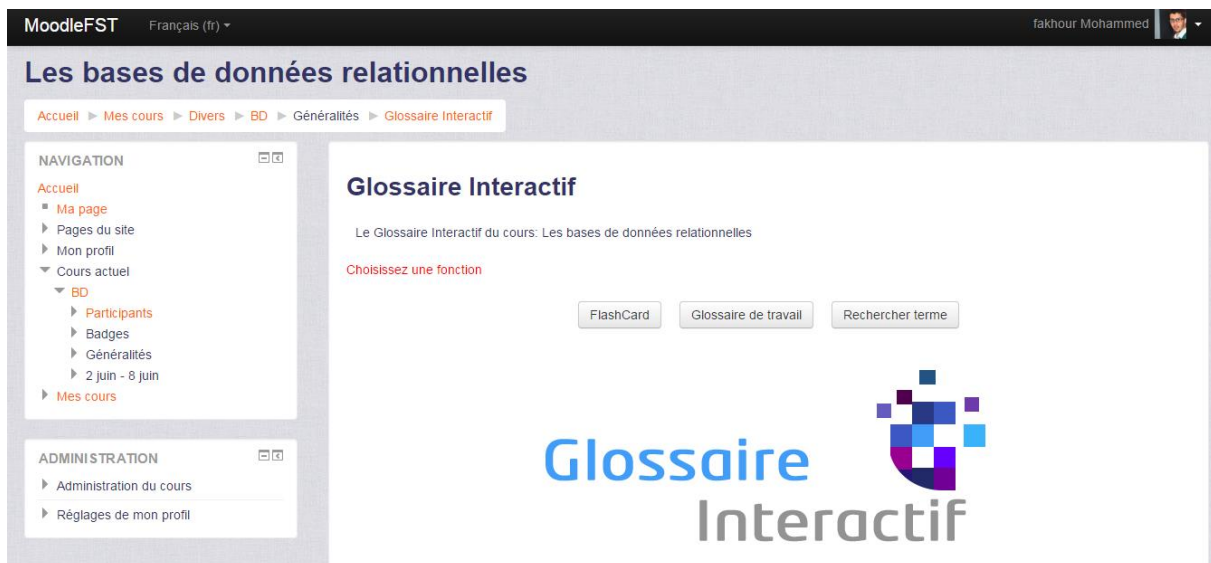 MoodleFST Français (fr) fakhour Mohammed
Les bases de données relationnelles
Accueil Mes cours Divers BD Généralités Glossaire Interactif
NAVIGATION
Accueil
Ma page
Pages du site
Mon profil
Cours actuel
BD
Participants
Badges
Généralités
2 juin - 8 juin
Mes cours
ADMINISTRATION
Administration du cours
Réglages de mon profil
Glossaire Interactif
Le Glossaire Interactif du cours: Les bases de données relationnelles
Choisissez une fonction
FlashCard Glossaire de travail Rechercher terme
Glossaire
Interactif